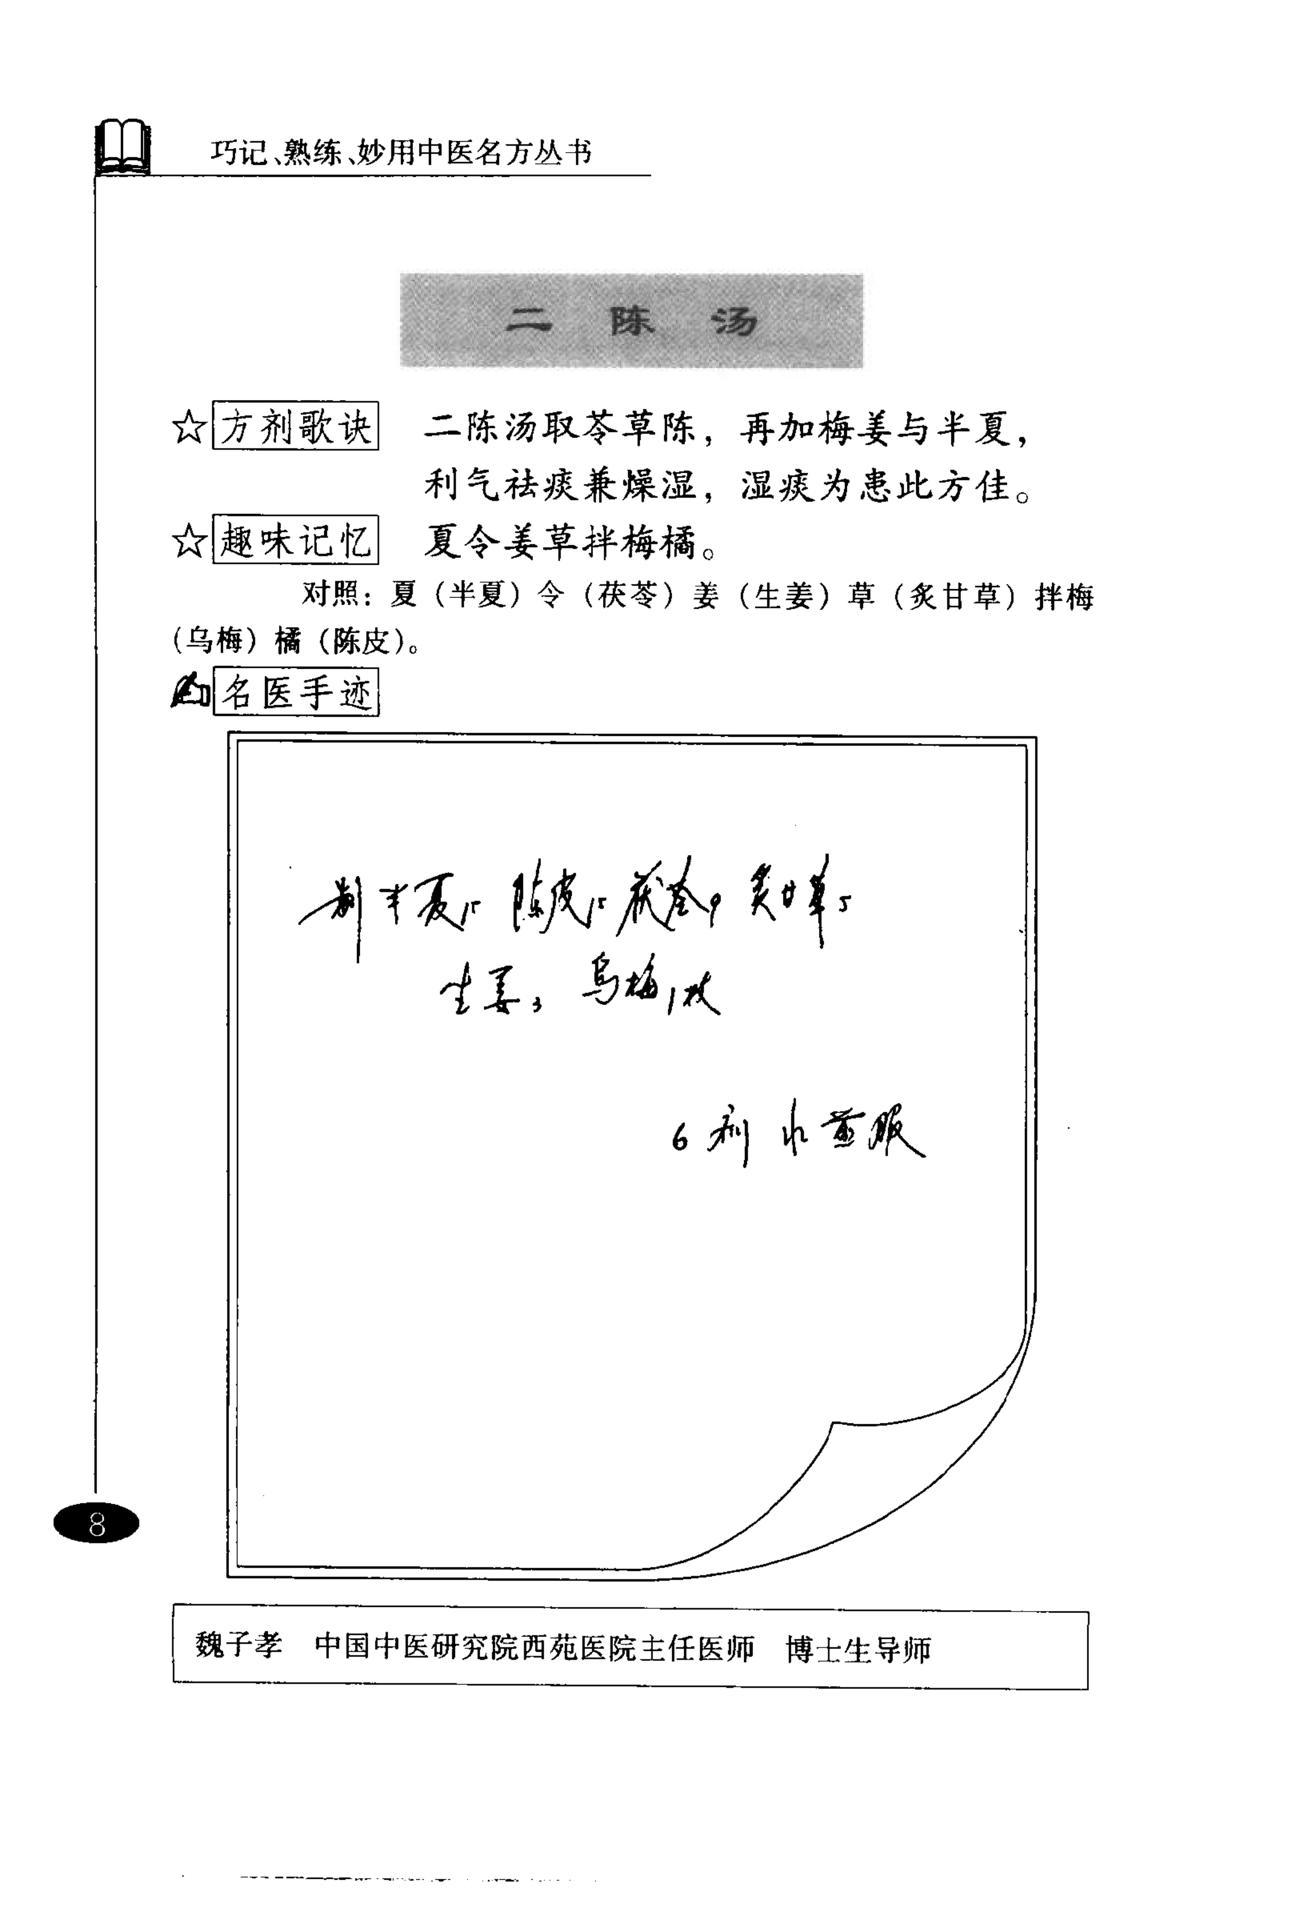 巧记、熟练、妙用中医名方丛书
二 陈 汤
☆方剂歌诀 二陈汤取苓草陈，再加梅姜与半夏，
利气祛痰兼燥湿，湿痰为患此方佳。
☆趣味记忆 夏令姜草拌梅橘。
对照：夏（半夏）令（茯苓）姜（生姜）草（炙甘草）拌梅
（乌梅）橘（陈皮）。
名医手迹
制半夏15 陈皮15 茯苓9 炙甘草5
生姜3 乌梅1枚
6剂 水煎服
8
魏子孝 中国中医研究院西苑医院主任医师 博士生导师